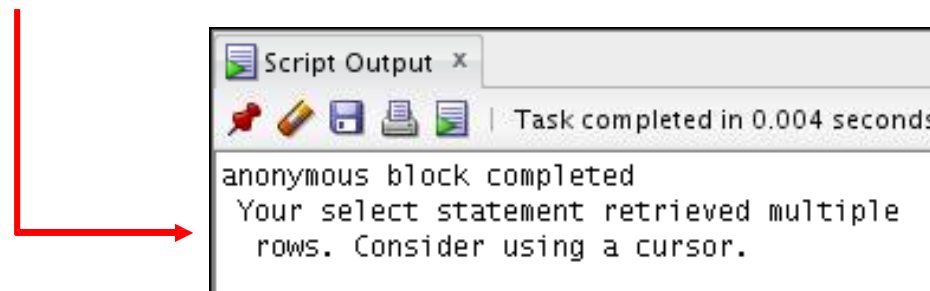 Script Output x
Task completed in 0.004 seconds
anonymous block completed
Your select statement retrieved multiple
rows. Consider using a cursor.